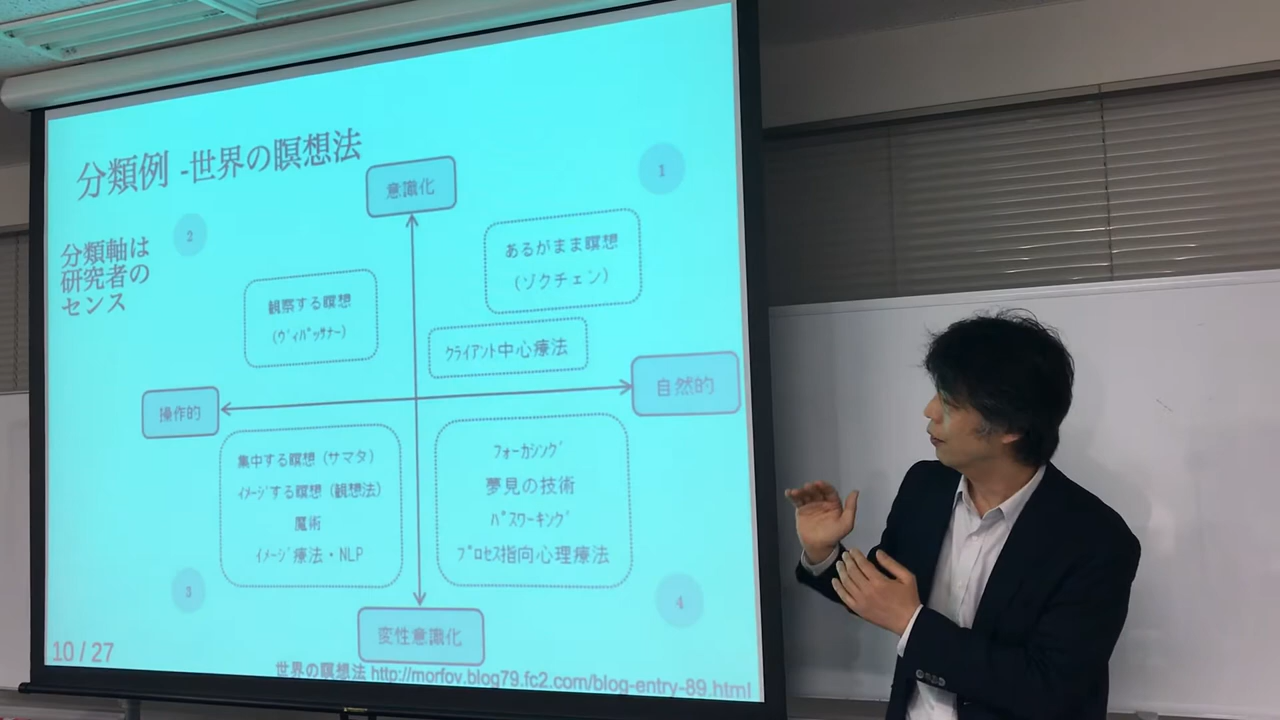 分類例 -世界の瞑想法
分類軸は
研究者の
センス
意識化
1
2
あるがまま瞑想
(ゾクチェン)
観察する瞑想
(ヴィパッサナー)
クライアント中心療法
操作的
自然的
集中する瞑想 (サマタ)
イメージする瞑想 (観想法)
魔術
イメージ療法・NLP
フォーカシング
夢見の技術
パスワーキング
プロセス指向心理療法
3
4
変性意識化
10 / 27
世界の瞑想法 http://morfov.blog79.fc2.com/blog-entry-89.html